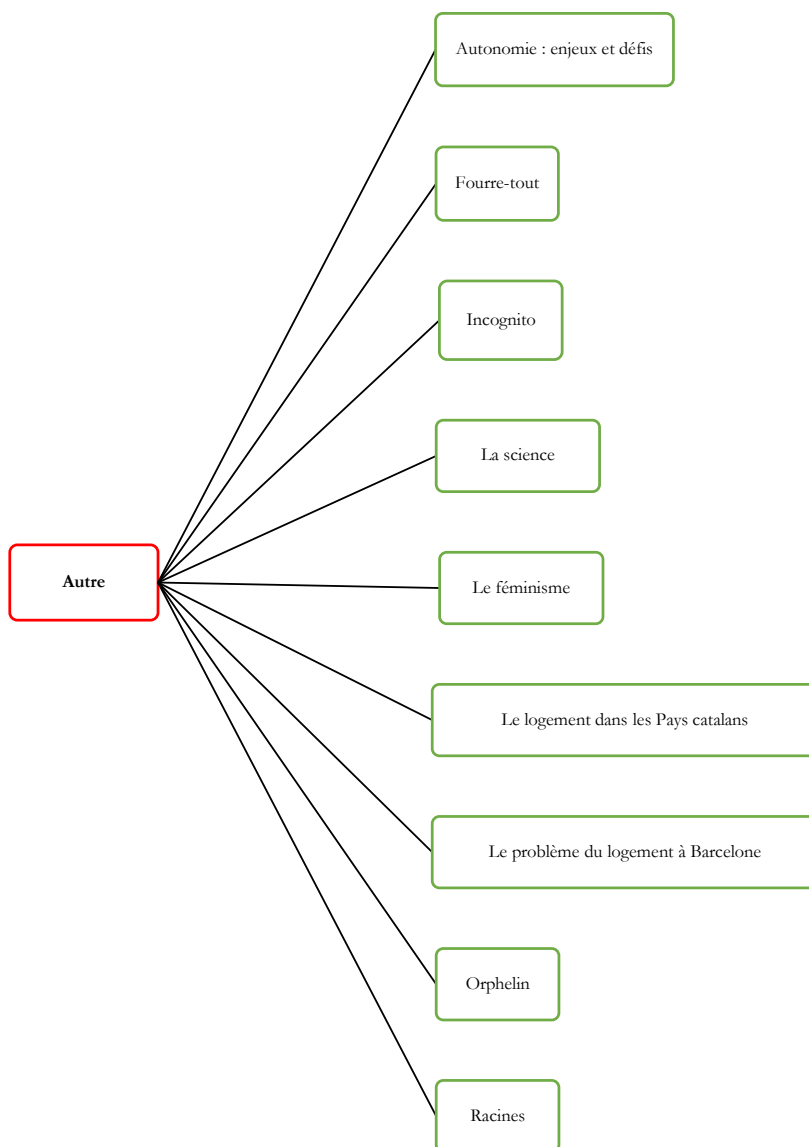 Autonomie : enjeux et défis
Fourre-tout
Incognito
La science
Autre
Le féminisme
Le logement dans les Pays catalans
Le problème du logement à Barcelone
Orphelin
Racines